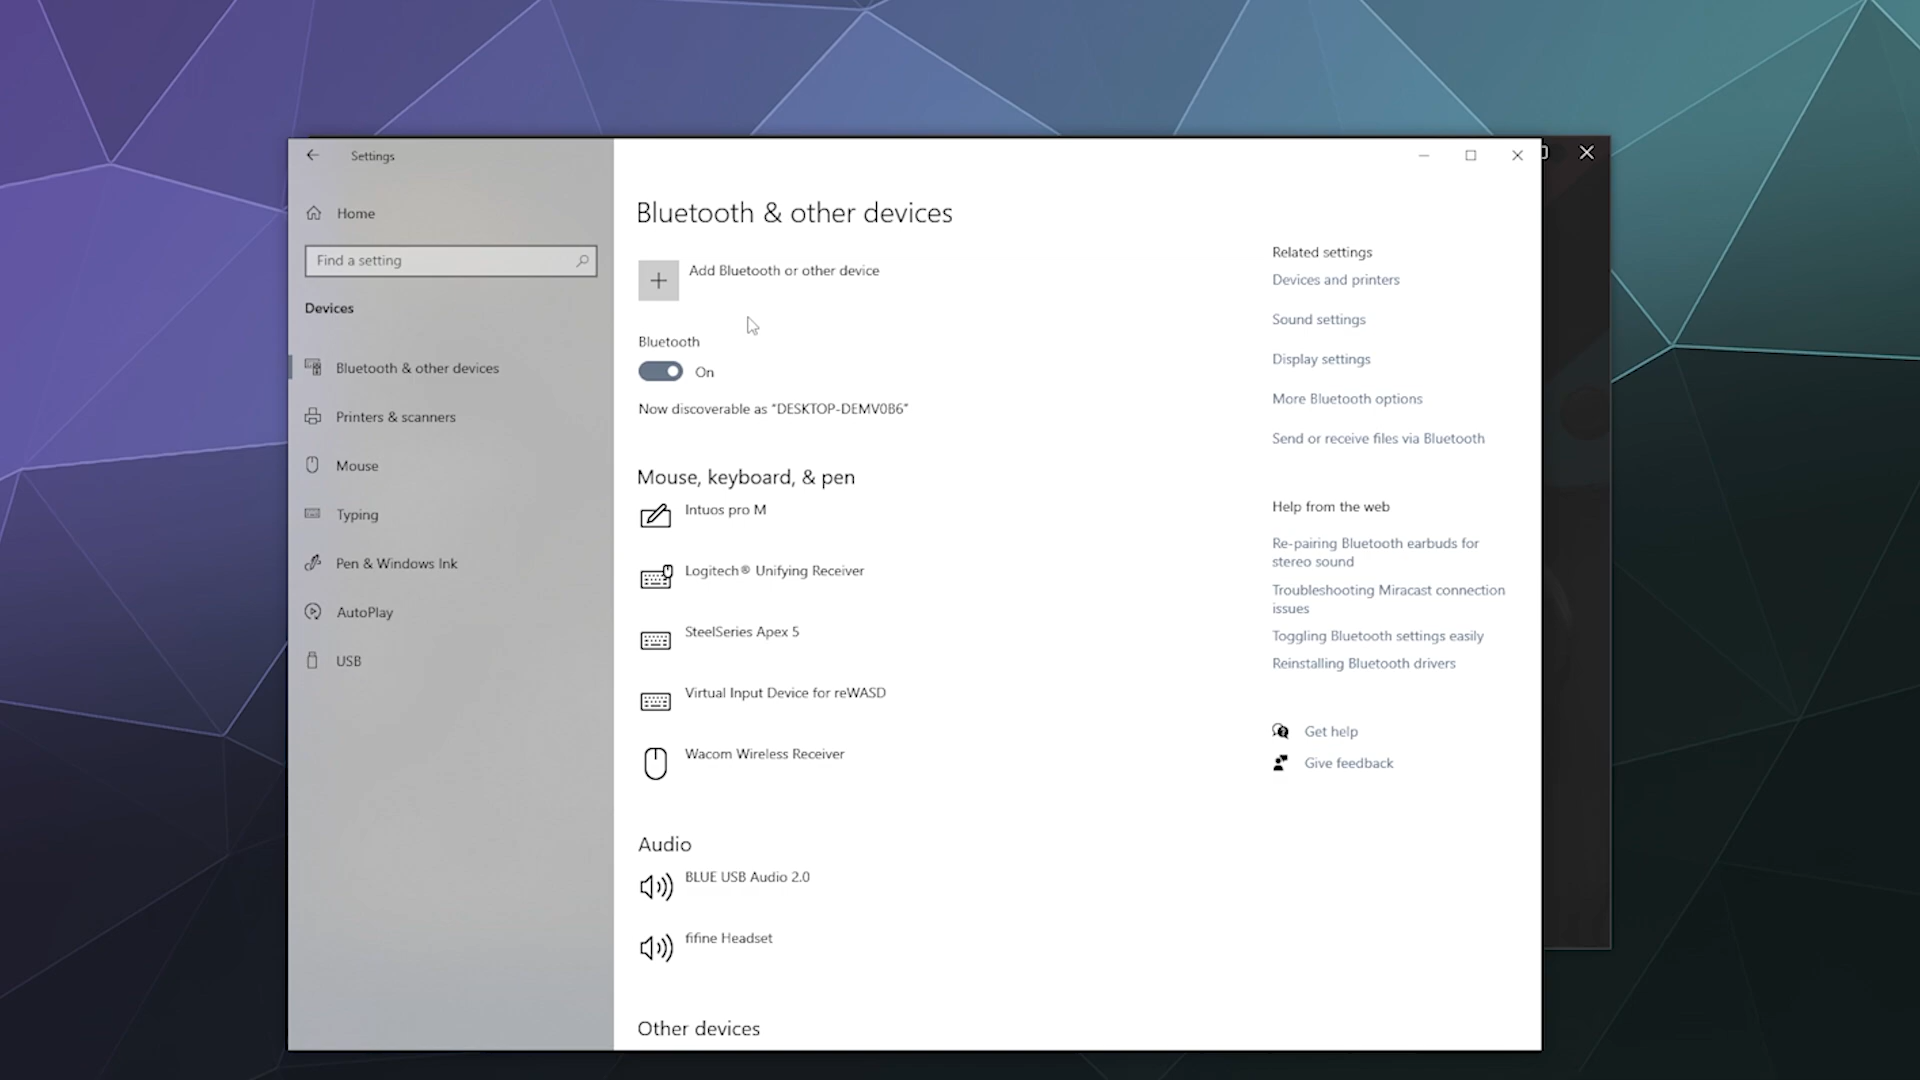 Settings
Home
Find a setting
Devices
Bluetooth & other devices
Printers & scanners
Mouse
Typing
Pen & Windows Ink
AutoPlay
USB
Bluetooth & other devices
Add Bluetooth or other device
Bluetooth
On
Now discoverable as "DESKTOP-DEMV0B6"
Mouse, keyboard, & pen
Intuos pro M
Logitech® Unifying Receiver
SteelSeries Apex 5
Virtual Input Device for reWASD
Wacom Wireless Receiver
Audio
BLUE USB Audio 2.0
fifine Headset
Other devices
Related settings
Devices and printers
Sound settings
Display settings
More Bluetooth options
Send or receive files via Bluetooth
Help from the web
Re-pairing Bluetooth earbuds for
stereo sound
Troubleshooting Miracast connection
issues
Toggling Bluetooth settings easily
Reinstalling Bluetooth drivers
Get help
Give feedback